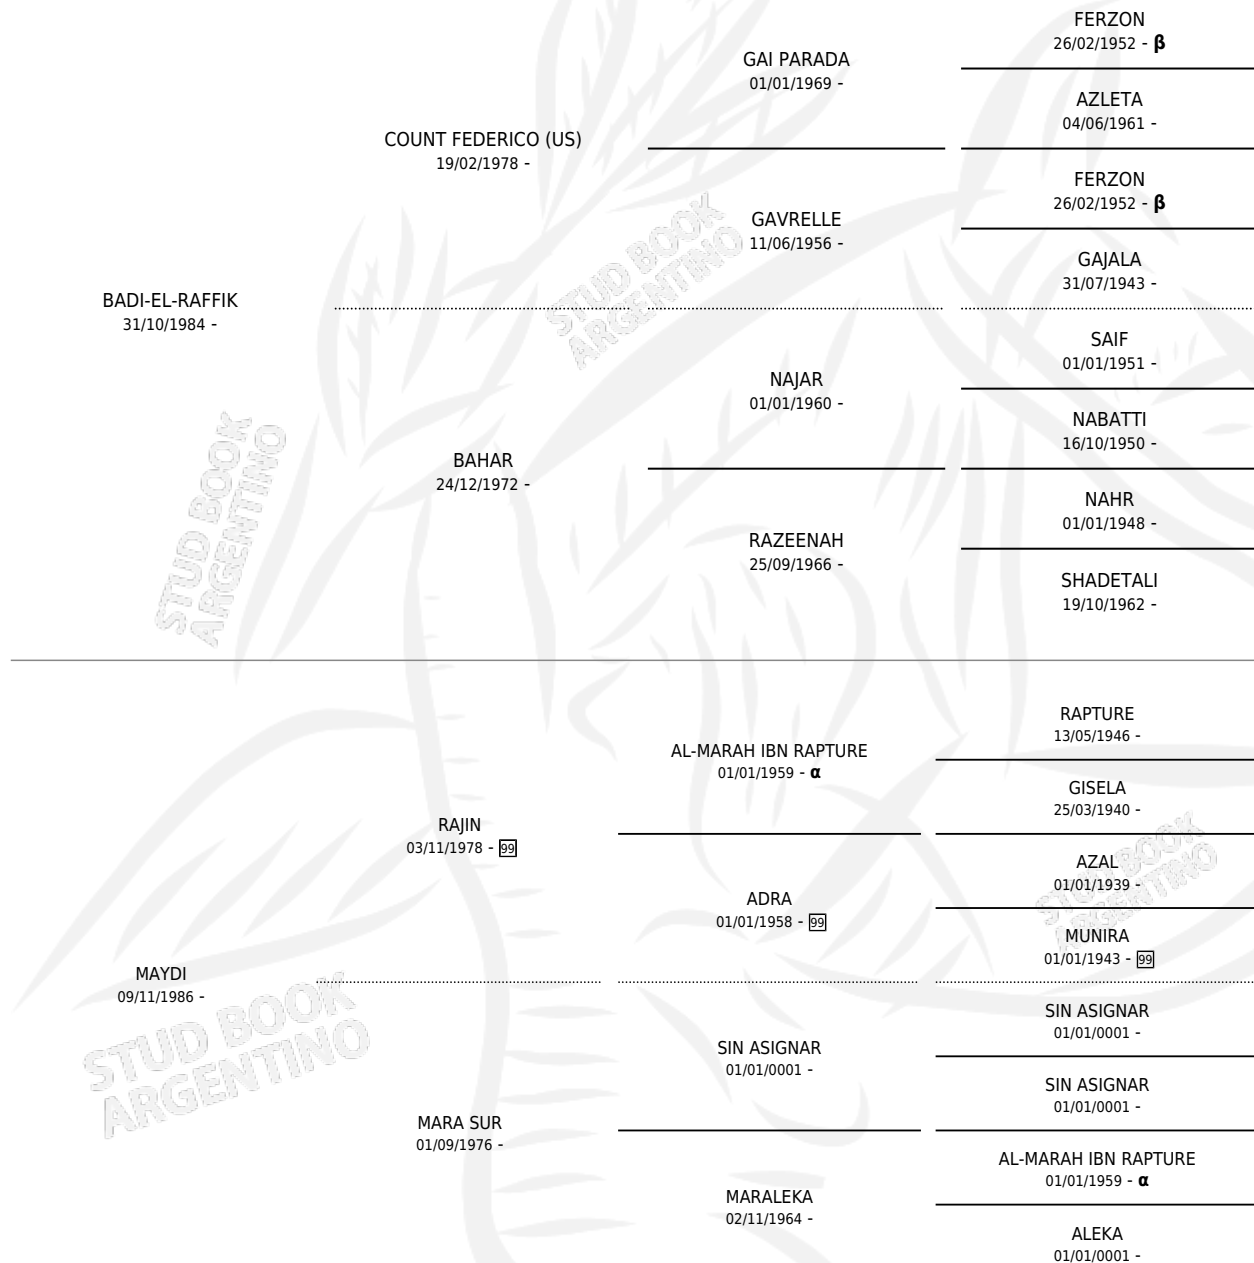 FERZON
26/02/1952 - β
GAI PARADA
01/01/1969 -
AZLETA
04/06/1961 -
COUNT FEDERICO (US)
19/02/1978 -
FERZON
26/02/1952 - β
GAVRELLE
11/06/1956 -
GAJALA
31/07/1943 -
BADI-EL-RAFFIK
31/10/1984 -
SAIF
01/01/1951 -
NAJAR
01/01/1960 -
NABATTI
16/10/1950 -
BAHAR
24/12/1972 -
NAHR
01/01/1948 -
RAZEENAH
25/09/1966 -
SHADETALI
19/10/1962 -
STUD BOOK
ARGENTINO
STUD BOOK
ARGENTINO
RAPTURE
13/05/1946 -
AL-MARAH IBN RAPTURE
01/01/1959 - α
GISELA
25/03/1940 -
RAJIN
03/11/1978 - 99
AZAL
01/01/1939 -
ADRA
01/01/1958 - 99
MUNIRA
01/01/1943 - 99
STUD BOOK
ARGENTINO
MAYDI
09/11/1986 -
SIN ASIGNAR
01/01/0001 -
SIN ASIGNAR
01/01/0001 -
SIN ASIGNAR
01/01/0001 -
MARA SUR
01/09/1976 -
AL-MARAH IBN RAPTURE
01/01/1959 - α
MARALEKA
02/11/1964 -
ALEKA
01/01/0001 -
STUD BOOK
ARGENTINO